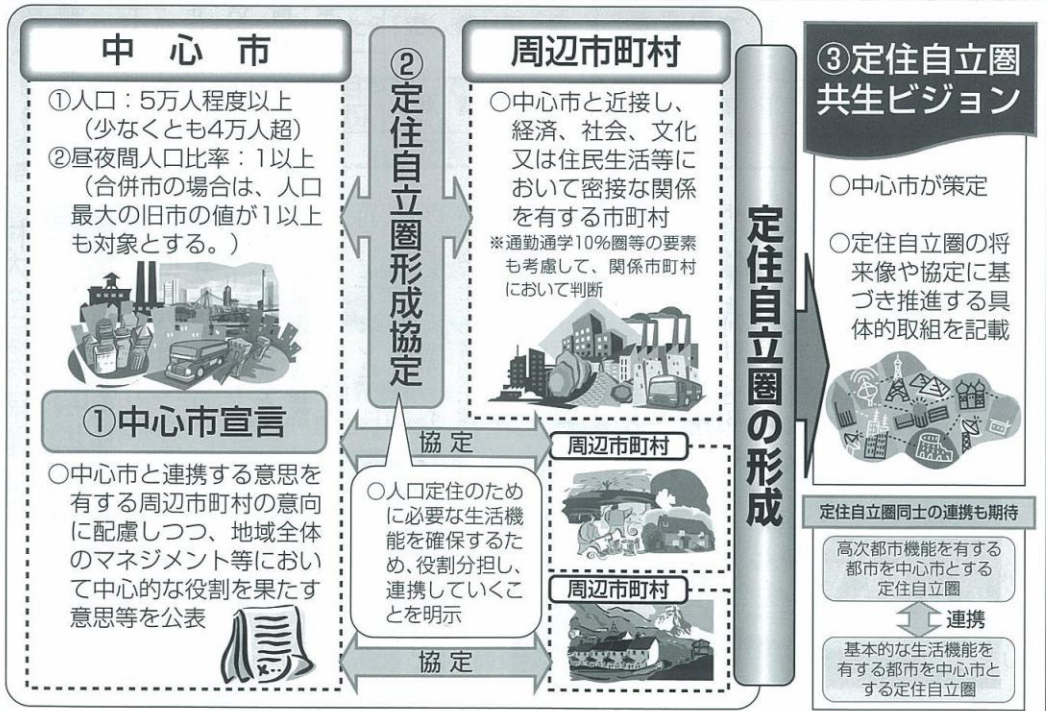 中心市
①人口：5万人程度以上
（少なくとも4万人超）
②昼夜間人口比率：1以上
（合併市の場合は、人口
最大の旧市の値が1以上
も対象とする。）
①中心市宣言
○中心市と連携する意思を
有する周辺市町村の意向
に配慮しつつ、地域全体
のマネジメント等におい
て中心的な役割を果たす
意思等を公表
②定住自立圏形成協定
協定
○人口定住のため
に必要な生活機
能を確保するた
め、役割分担し、
連携していくこ
とを明示
協定
周辺市町村
○中心市と近接し、
経済、社会、文化
又は住民生活等に
おいて密接な関係
を有する市町村
※通勤通学10%圏等の要素
も考慮して、関係市町村
において判断
周辺市町村
周辺市町村
定住自立圏の形成
③定住自立圏
共生ビジョン
○中心市が策定
○定住自立圏の将
来像や協定に基
づき推進する具
体的取組を記載
定住自立圏同士の連携も期待
高次都市機能を有する
都市を中心市とする
定住自立圏
連携
基本的な生活機能を
有する都市を中心市と
する定住自立圏